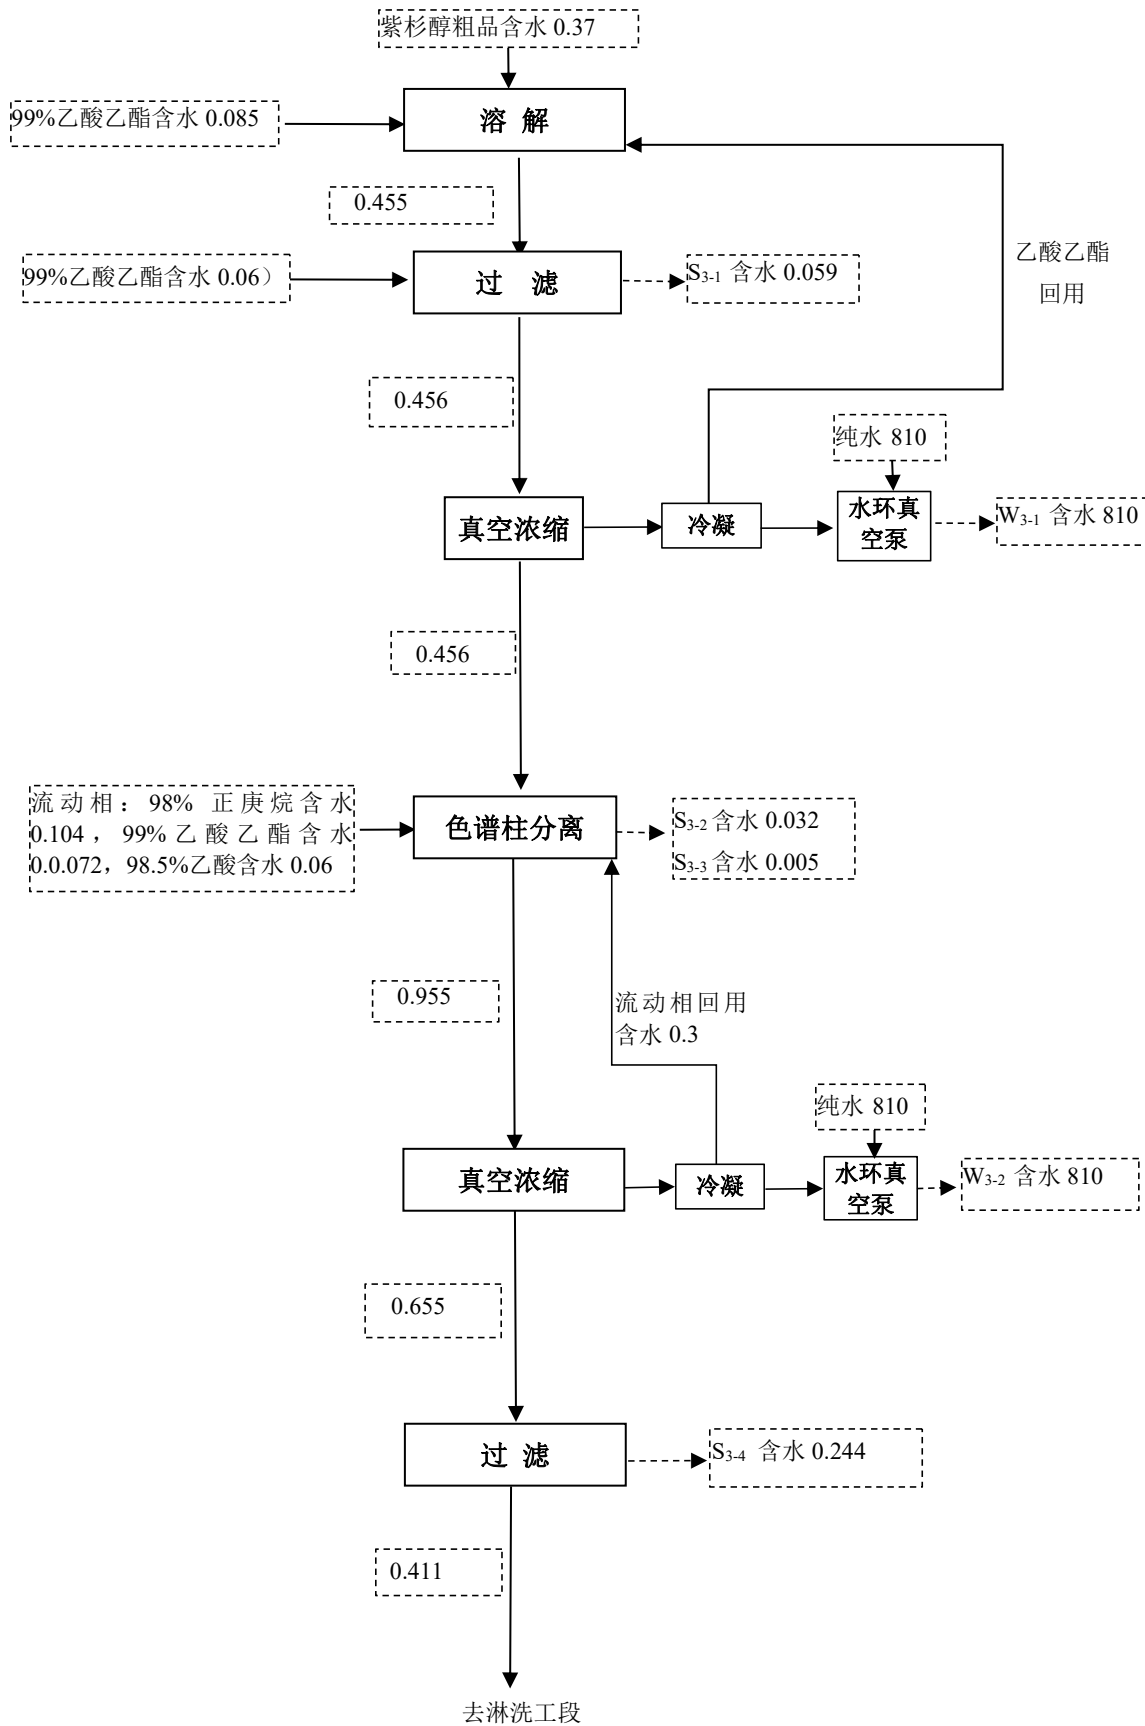 紫杉醇粗品含水 0.37
99%乙酸乙酯含水 0.085
溶 解
0.455
乙酸乙酯
回用
99%乙酸乙酯含水 0.06）
过 滤
S3-1 含水 0.059
0.456
纯水 810
真空浓缩
冷凝
水环真
空泵
W3-1 含水 810
0.456
流动相：98% 正庚烷含水
0.104，99%乙酸乙酯含水
0.0.072，98.5%乙酸含水 0.06
色谱柱分离
S3-2 含水 0.032
S3-3 含水 0.005
0.955
流动相回用
含水 0.3
纯水 810
真空浓缩
冷凝
水环真
空泵
W3-2 含水 810
0.655
过 滤
S3-4 含水 0.244
0.411
去淋洗工段